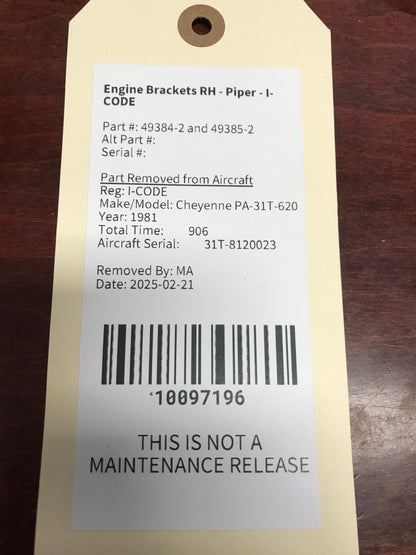 Engine Brackets RH - Piper - I-
CODE
Part #: 49384-2 and 49385-2
Alt Part #:
Serial #:
Part Removed from Aircraft
Reg: I-CODE
Make/Model: Cheyenne PA-31T-620
Year: 1981
Total Time: 906
Aircraft Serial: 31T-8120023
Removed By: MA
Date: 2025-02-21
*10097196
THIS IS NOT A
MAINTENANCE RELEASE